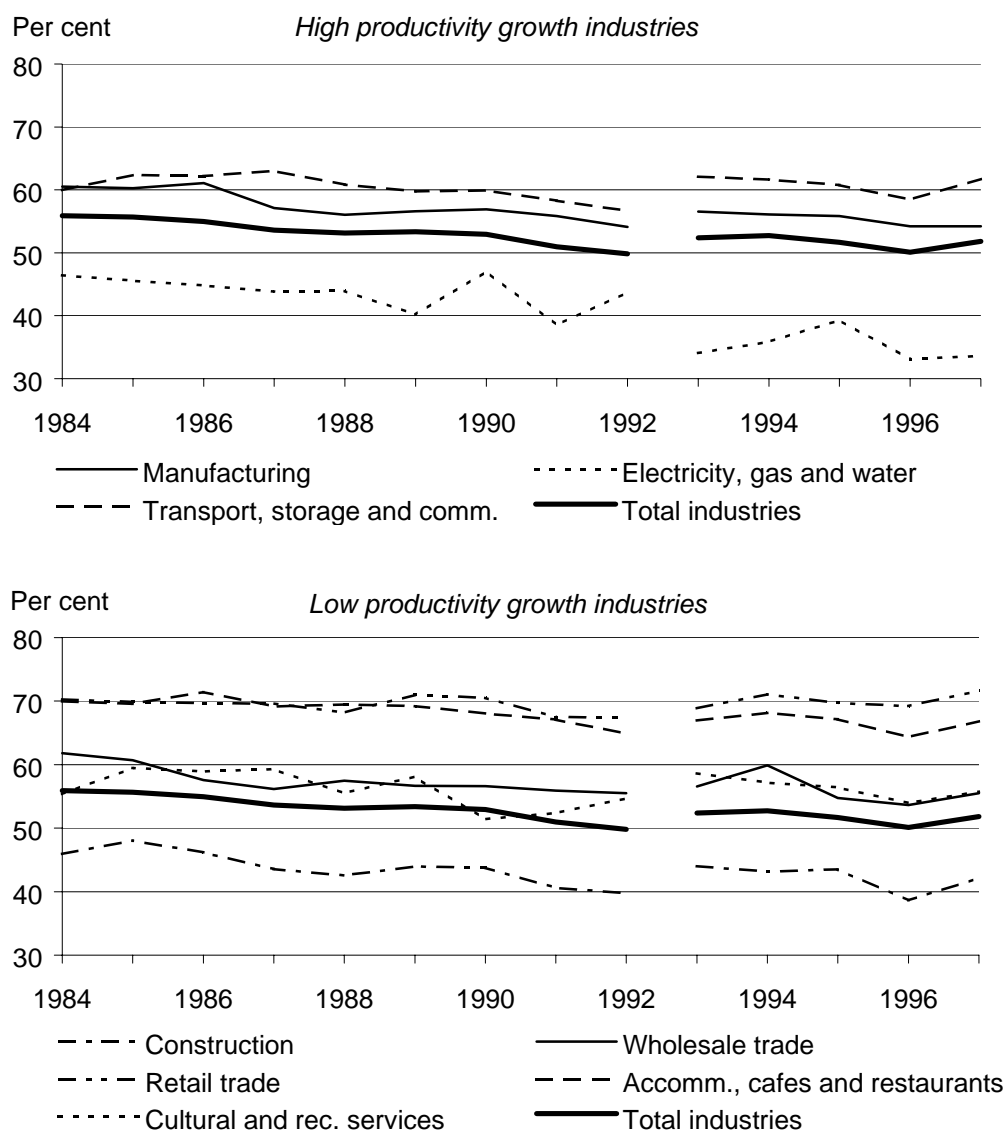 Per cent High productivity growth industries
80
70
60
50
40
30
1984 1986 1988 1990 1992 1994 1996
Manufacturing Electricity, gas and water
Transport, storage and comm. Total industries
Per cent Low productivity growth industries
80
70
60
50
40
30
1984 1986 1988 1990 1992 1994 1996
Construction Wholesale trade
Retail trade Accomm., cafes and restaurants
Cultural and rec. services Total industries